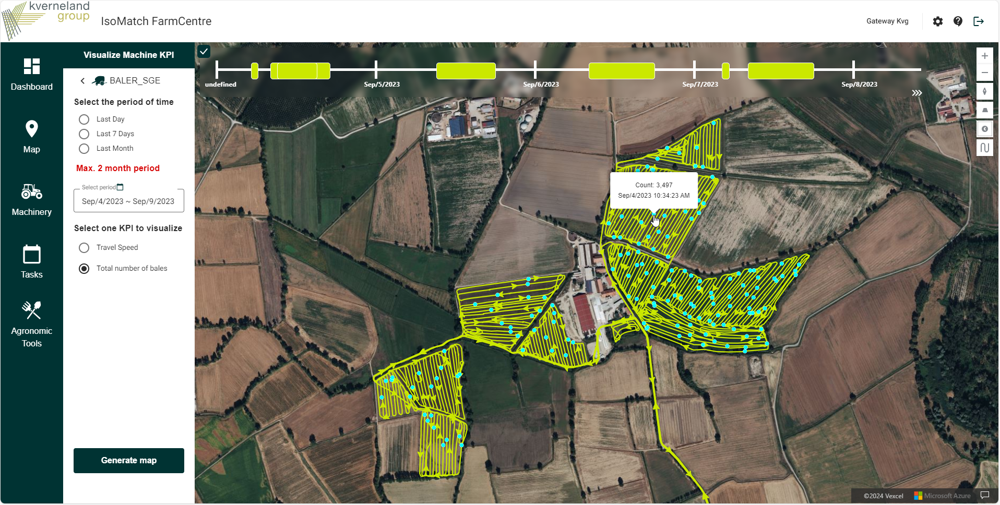 kverneland
group
IsoMatch FarmCentre
Gateway Kvg
Dashboard
Map
Machinery
Tasks
Agronomic
Tools
Visualize Machine KPI
BALER_SGE
Select the period of time
Last Day
Last 7 Days
Last Month
Max. 2 month period
Select period
Sep/4/2023 ~ Sep/9/2023
Select one KPI to visualize
Travel Speed
Total number of bales
Generate map
undefined
Sep/5/2023
Sep/6/2023
Sep/7/2023
Sep/8/2023
Count: 3,497
Sep/4/2023 10:34:23 AM
©2024 Vexcel
Microsoft Azure